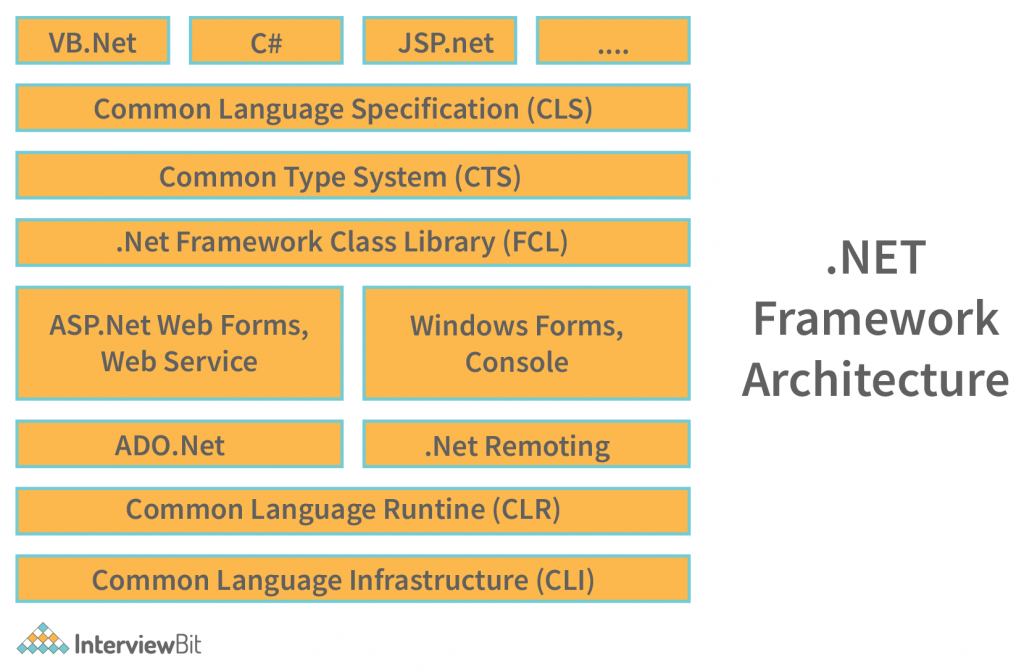 VB.Net
C#
JSP.net
....
Common Language Specification (CLS)
Common Type System (CTS)
.Net Framework Class Library (FCL)
ASP.Net Web Forms,
Web Service
Windows Forms,
Console
ADO.Net
.Net Remoting
Common Language Runtine (CLR)
Common Language Infrastructure (CLI)
.NET
Framework
Architecture
InterviewBit